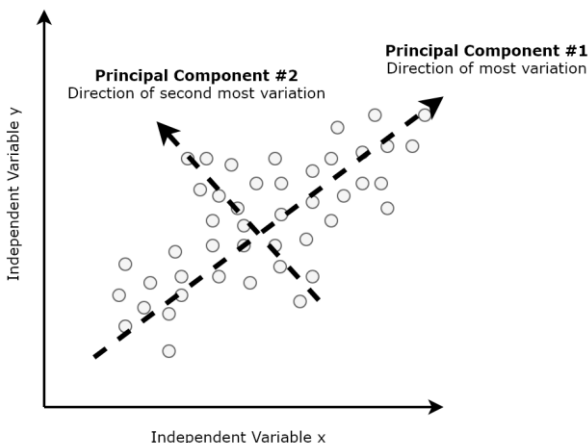 Principal Component #1
Direction of most variation
Principal Component #2
Direction of second most variation
Independent Variable y
Independent Variable x